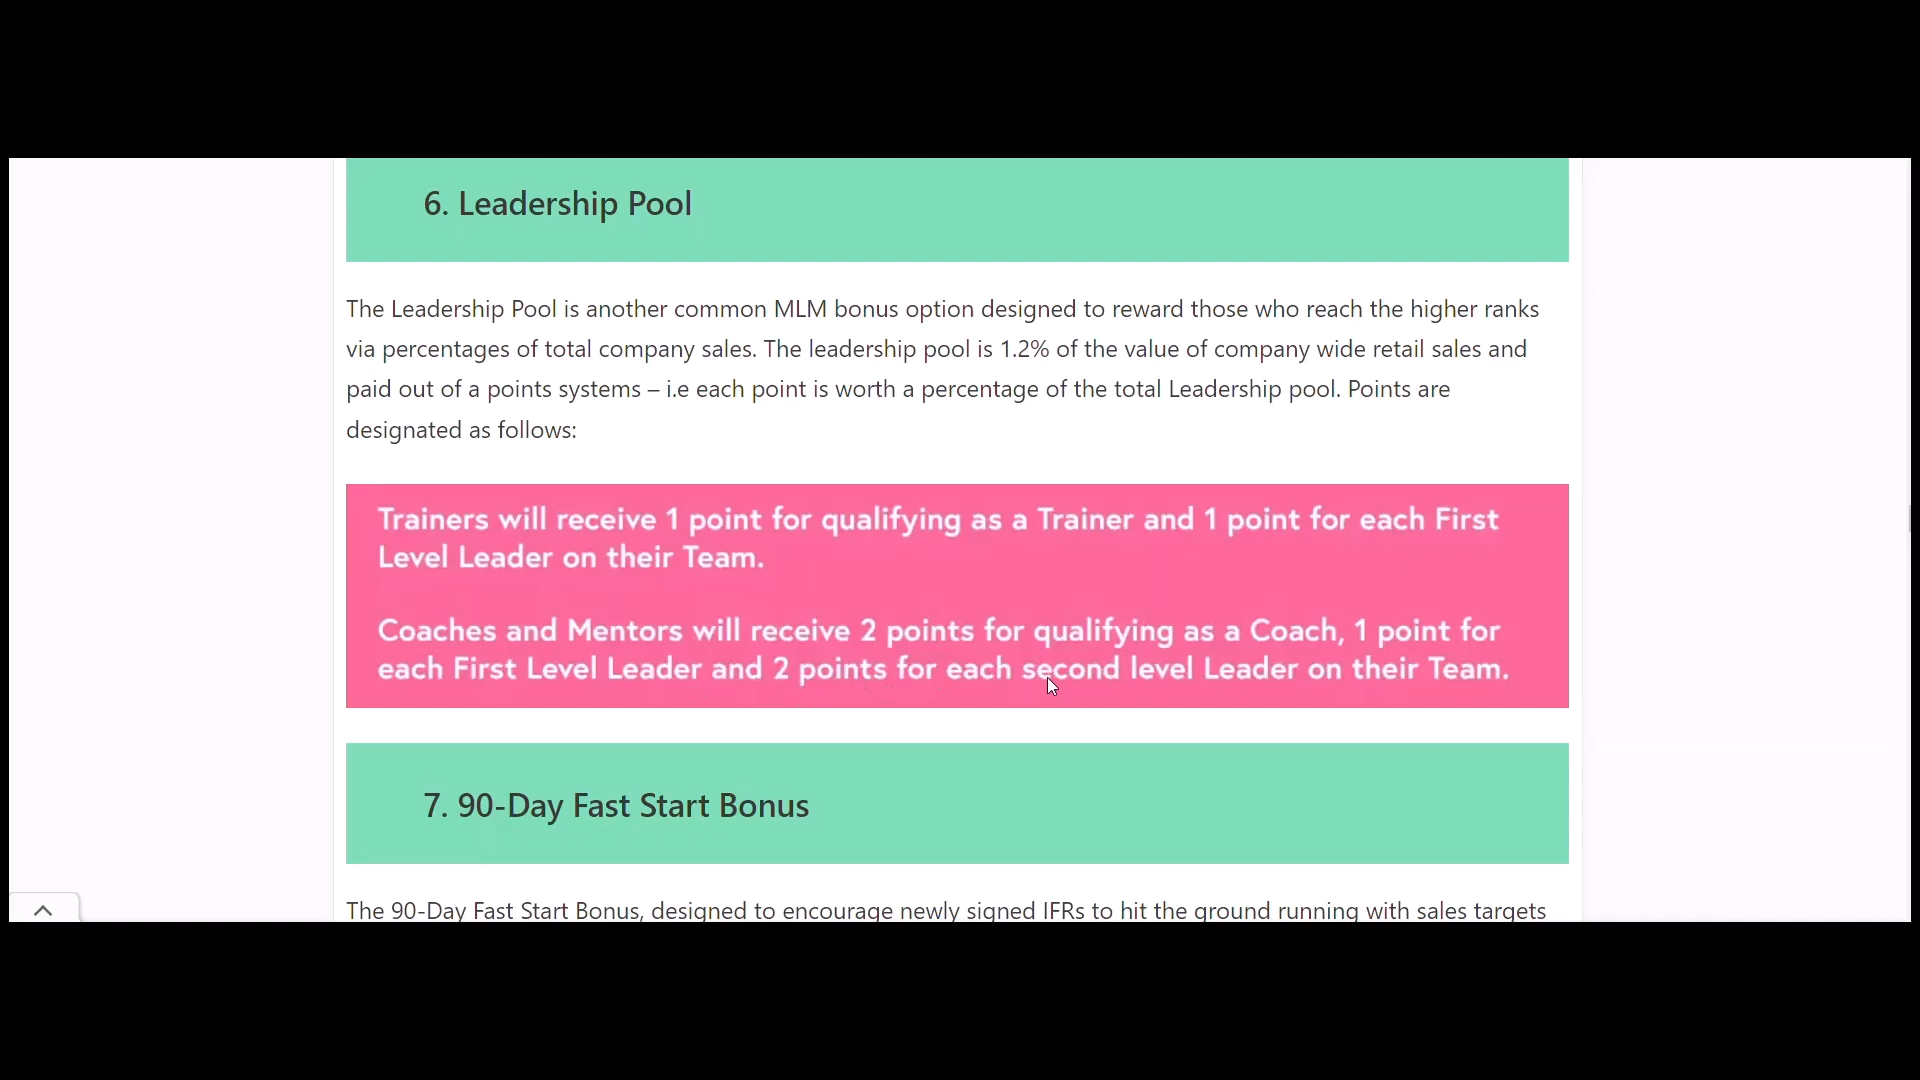 6. Leadership Pool
The Leadership Pool is another common MLM bonus option designed to reward those who reach the higher ranks
via percentages of total company sales. The leadership pool is 1.2% of the value of company wide retail sales and
paid out of a points systems – i.e each point is worth a percentage of the total Leadership pool. Points are
designated as follows:
Trainers will receive 1 point for qualifying as a Trainer and 1 point for each First
Level Leader on their Team.
Coaches and Mentors will receive 2 points for qualifying as a Coach, 1 point for
each First Level Leader and 2 points for each second level Leader on their Team.
7. 90-Day Fast Start Bonus
The 90-Day Fast Start Bonus, designed to encourage newly signed IFRs to hit the ground running with sales targets